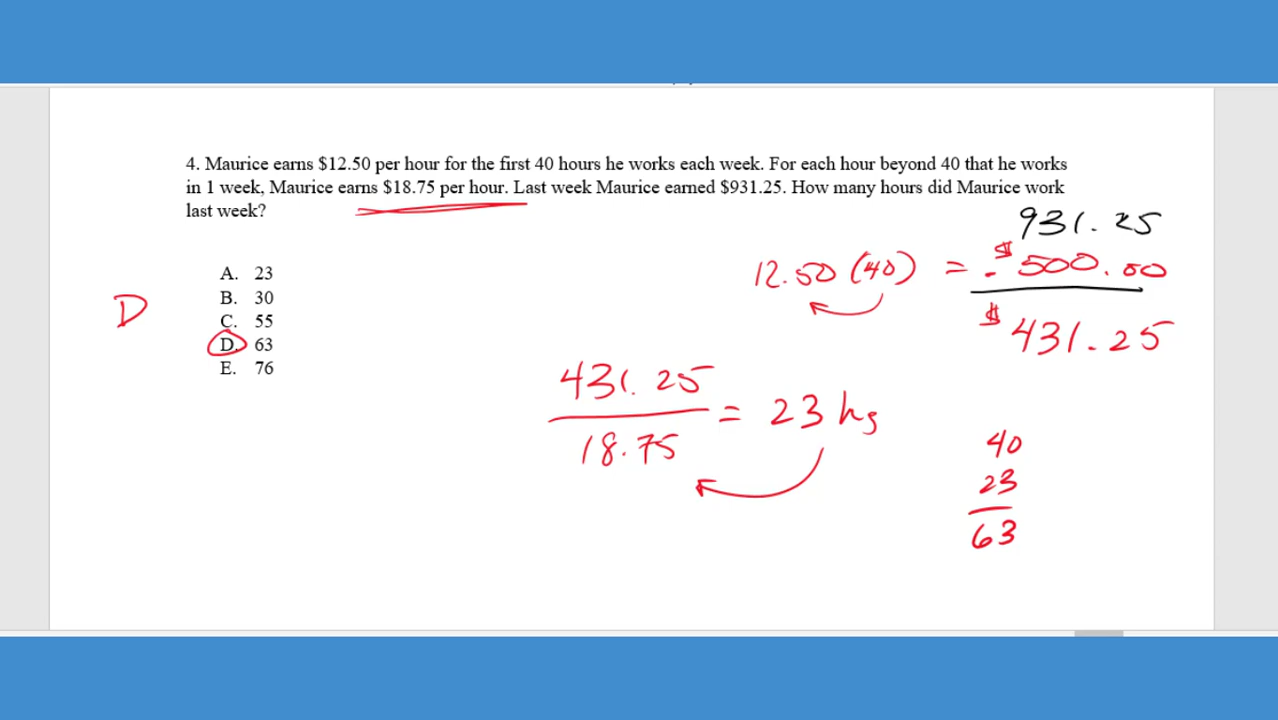 4. Maurice earns $12.50 per hour for the first 40 hours he works each week. For each hour beyond 40 that he works
in 1 week, Maurice earns $18.75 per hour. Last week Maurice earned $931.25. How many hours did Maurice work
last week?
931.25
12.50 (40) = - $500.00
$431.25
A. 23
B. 30
C. 55
D. 63
E. 76
D
431.25
18.75
= 23 hrs
40
23
63